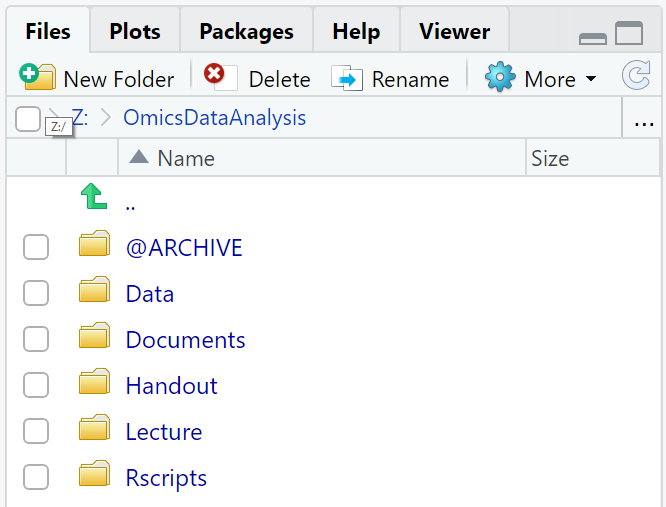 Files Plots Packages Help Viewer
New Folder Delete Rename More
Z: OmicsDataAnalysis ...
Z:/
Name Size
..
@ARCHIVE
Data
Documents
Handout
Lecture
Rscripts